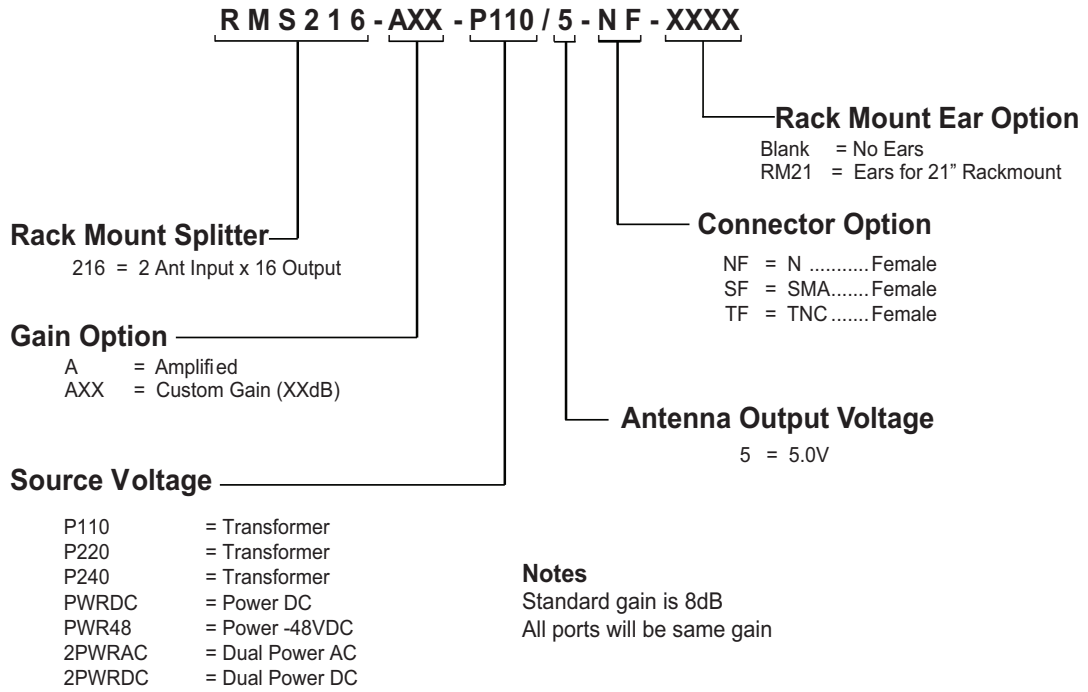 RMS216-AXX-P110/5-NF-XXXX
Rack Mount Ear Option
Blank = No Ears
RM21 = Ears for 21” Rackmount
Connector Option
NF = N ........... Female
SF = SMA....... Female
TF = TNC ....... Female
Rack Mount Splitter
216 = 2 Ant Input x 16 Output
Gain Option
A = Amplified
AXX = Custom Gain (XXdB)
Antenna Output Voltage
5 = 5.0V
Source Voltage
P110 = Transformer
P220 = Transformer
P240 = Transformer
PWRDC = Power DC
PWR48 = Power -48VDC
2PWRAC = Dual Power AC
2PWRDC = Dual Power DC
Notes
Standard gain is 8dB
All ports will be same gain